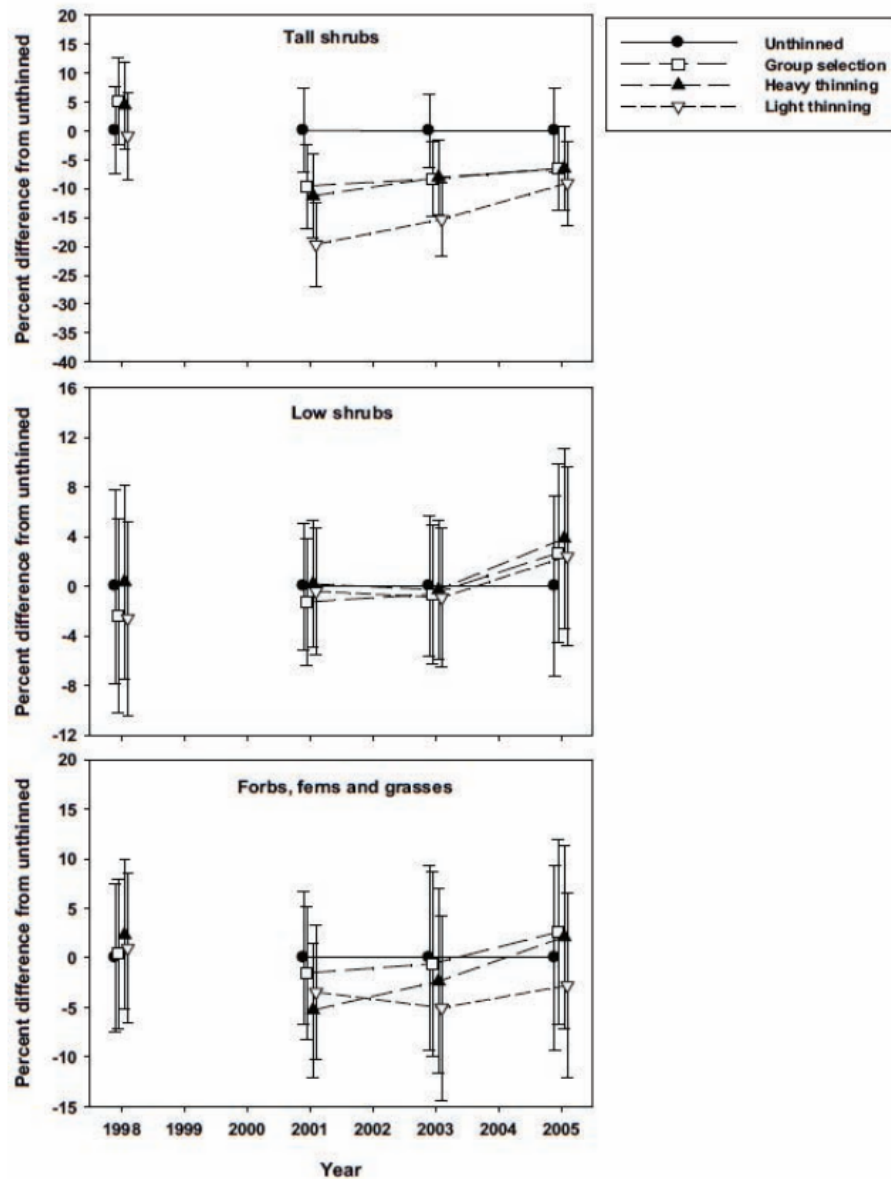 Tall shrubs
Percent difference from unthinned
20
15
10
5
0
-5
-10
-15
-20
-25
-30
-35
-40
Unthinned
Group selection
Heavy thinning
Light thinning
Low shrubs
Percent difference from unthinned
16
12
8
4
0
-4
-8
-12
Forbs, ferns and grasses
Percent difference from unthinned
20
15
10
5
0
-5
-10
-15
1998 1999 2000 2001 2002 2003 2004 2005
Year